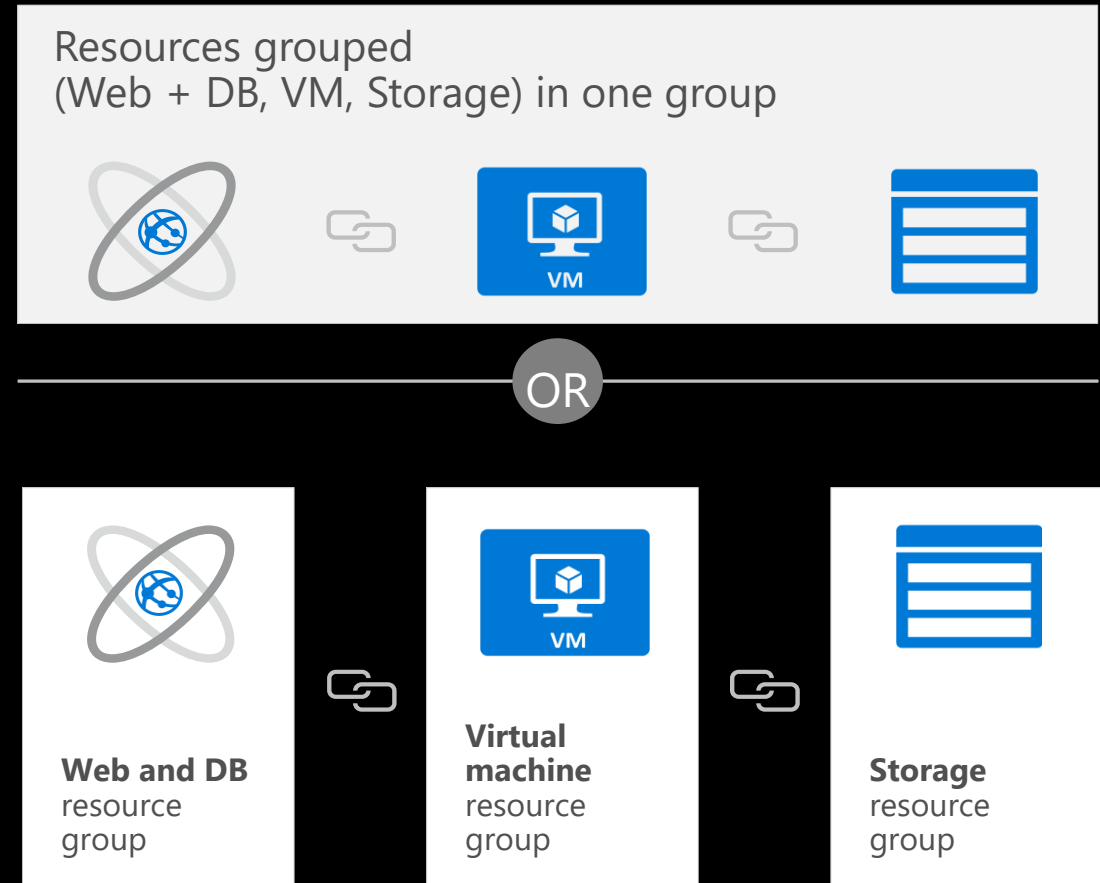 Resources grouped
(Web + DB, VM, Storage) in one group
VM
OR
VM
Web and DB
resource
group
Virtual
machine
resource
group
Storage
resource
group